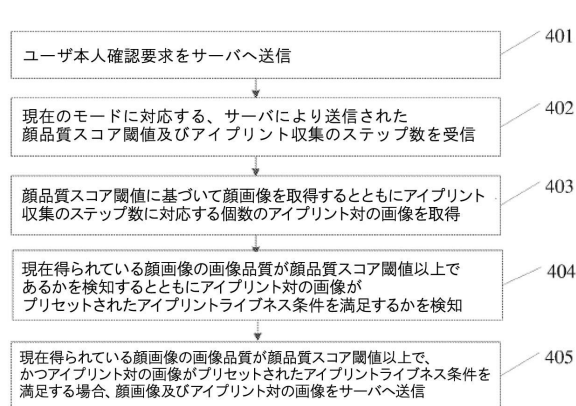 ユーザ本人確認要求をサーバへ送信
401
現在のモードに対応する、サーバにより送信された
顔品質スコア閾値及びアイプリント収集のステップ数を受信
402
顔品質スコア閾値に基づいて顔画像を取得するとともにアイプリント
収集のステップ数に対応する個数のアイプリント対の画像を取得
403
現在得られている顔画像の画像品質が顔品質スコア閾値以上で
あるかを検知するとともにアイプリント対の画像が
プリセットされたアイプリントライブネス条件を満足するかを検知
404
現在得られている顔画像の画像品質が顔品質スコア閾値以上で、
かつアイプリント対の画像がプリセットされたアイプリントライブネス条件を
満足する場合、顔画像及びアイプリント対の画像をサーバへ送信
405